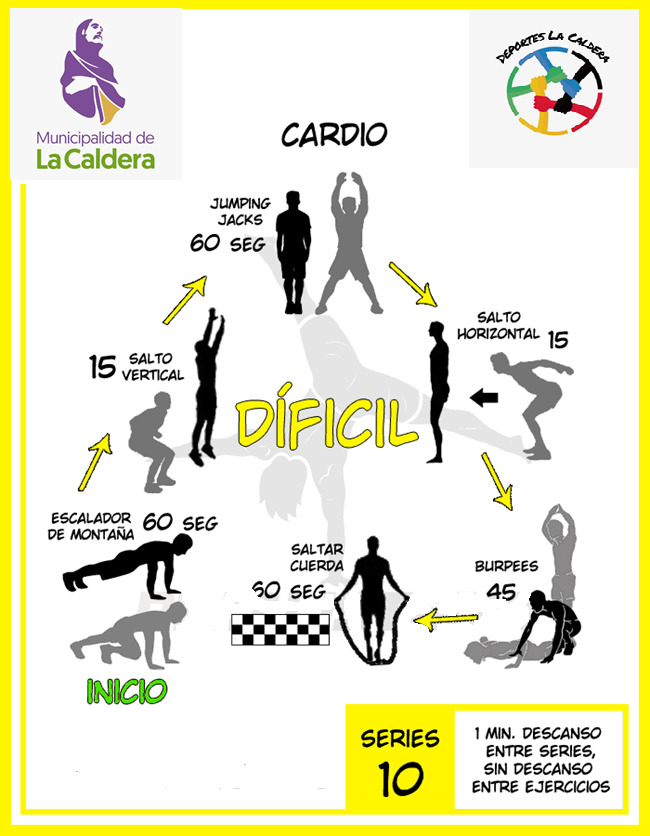 Municipalidad de
La Caldera
DEPORTES LA CALDERA
CARDIO
JUMPING
JACKS
60 SEG
SALTO
HORIZONTAL 15
15 SALTO
VERTICAL
DÍFICIL
ESCALADOR
DE MONTAÑA 60 SEG
SALTAR
CUERDA
60 SEG
BURPEES
45
INICIO
SERIES
10
1 MIN. DESCANSO
ENTRE SERIES,
SIN DESCANSO
ENTRE EJERCICIOS